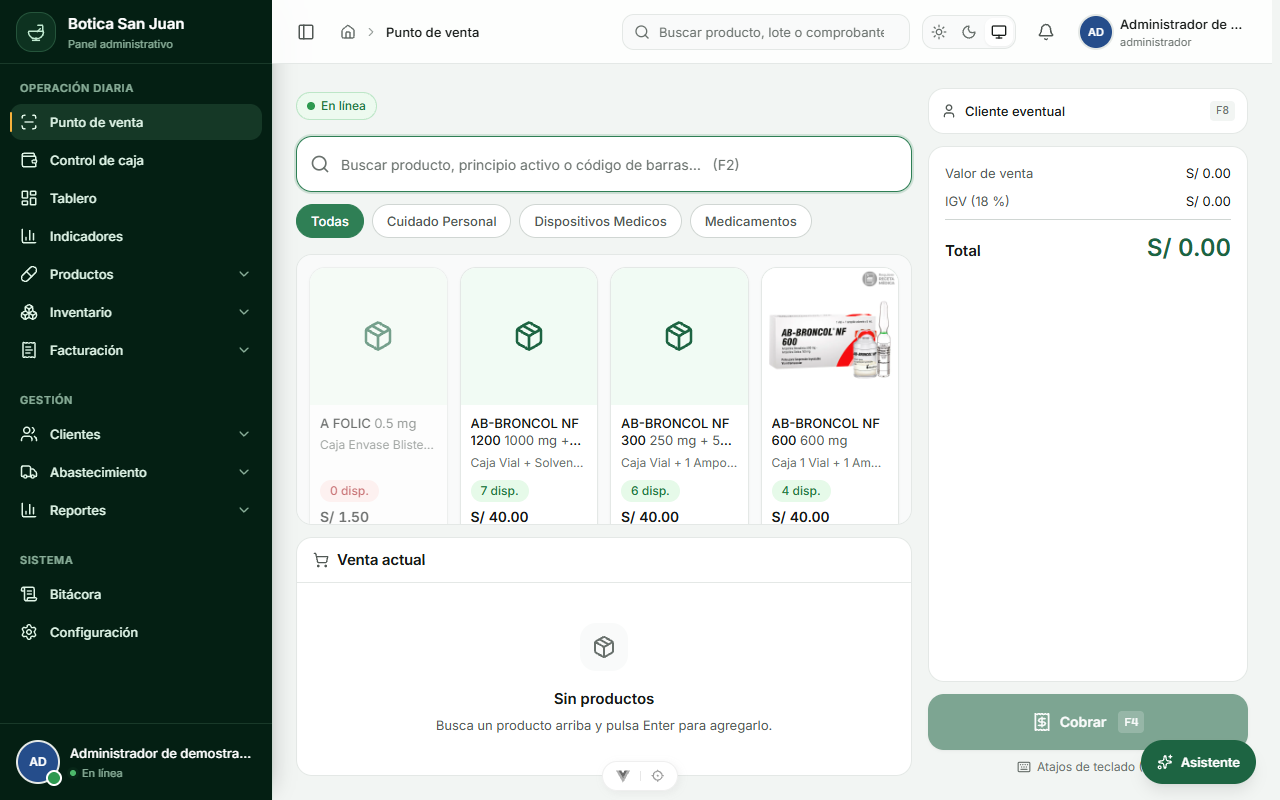 Botica San Juan
Panel administrativo
OPERACIÓN DIARIA
Punto de venta
Control de caja
Tablero
Indicadores
Productos
Inventario
Facturación
GESTIÓN
Clientes
Abastecimiento
Reportes
SISTEMA
Bitácora
Configuración
AD
Administrador de demostra...
En línea
Punto de venta
Buscar producto, lote o comprobante
AD
Administrador de ...
administrador
En línea
Buscar producto, principio activo o código de barras... (F2)
Todas
Cuidado Personal
Dispositivos Medicos
Medicamentos
A FOLIC 0.5 mg
Caja Envase Bliste...
0 disp.
S/ 1.50
AB-BRONCOL NF
1200 1000 mg +...
Caja Vial + Solven...
7 disp.
S/ 40.00
AB-BRONCOL NF
300 250 mg + 5...
Caja Vial + 1 Ampo...
6 disp.
S/ 40.00
AB-BRONCOL NF
600
AB-BRONCOL NF
600 600 mg
Caja 1 Vial + 1 Am...
4 disp.
S/ 40.00
Venta actual
Sin productos
Busca un producto arriba y pulsa Enter para agregarlo.
Cliente eventual
F8
Valor de venta S/ 0.00
IGV (18 %) S/ 0.00
Total S/ 0.00
Cobrar F4
Atajos de teclado
Asistente